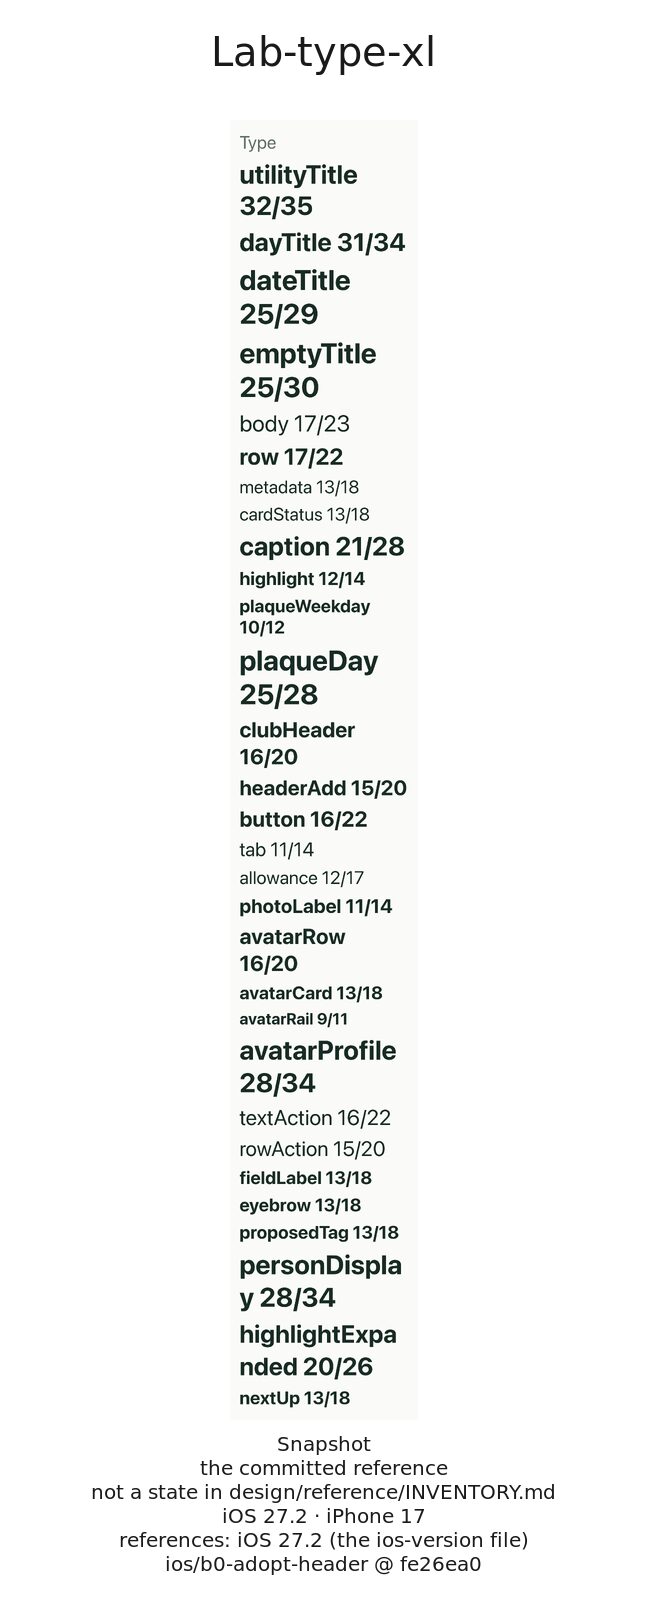 Lab-type-xl
Type
utilityTitle
32/35
dayTitle 31/34
dateTitle
25/29
emptyTitle
25/30
body 17/23
row 17/22
metadata 13/18
cardStatus 13/18
caption 21/28
highlight 12/14
plaqueWeekday
10/12
plaqueDay
25/28
clubHeader
16/20
headerAdd 15/20
button 16/22
tab 11/14
allowance 12/17
photoLabel 11/14
avatarRow
16/20
avatarCard 13/18
avatarRail 9/11
avatarProfile
28/34
textAction 16/22
rowAction 15/20
fieldLabel 13/18
eyebrow 13/18
proposedTag 13/18
personDispla
y 28/34
highlightExpa
nded 20/26
nextUp 13/18
Snapshot
the committed reference
not a state in design/reference/INVENTORY.md
iOS 27.2 · iPhone 17
references: iOS 27.2 (the ios-version file)
ios/b0-adopt-header @ fe26ea0